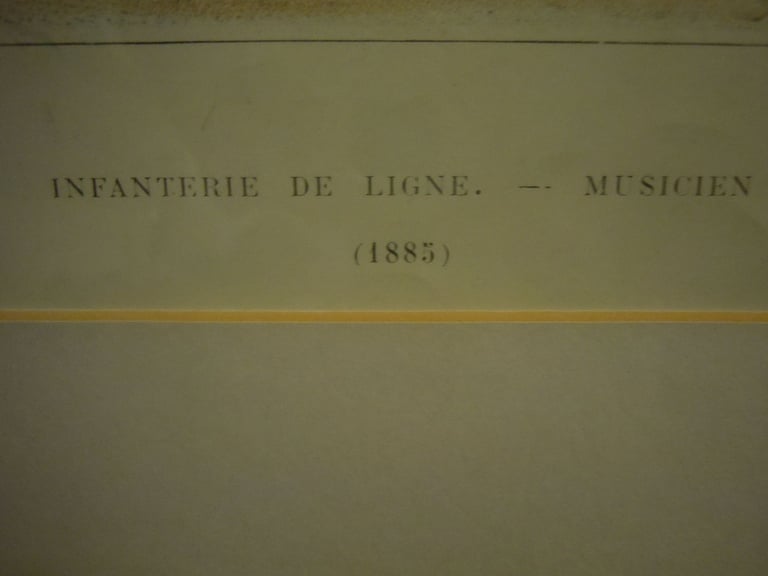 INFANTERIE DE LIGNE. — MUSICIEN
(1885)